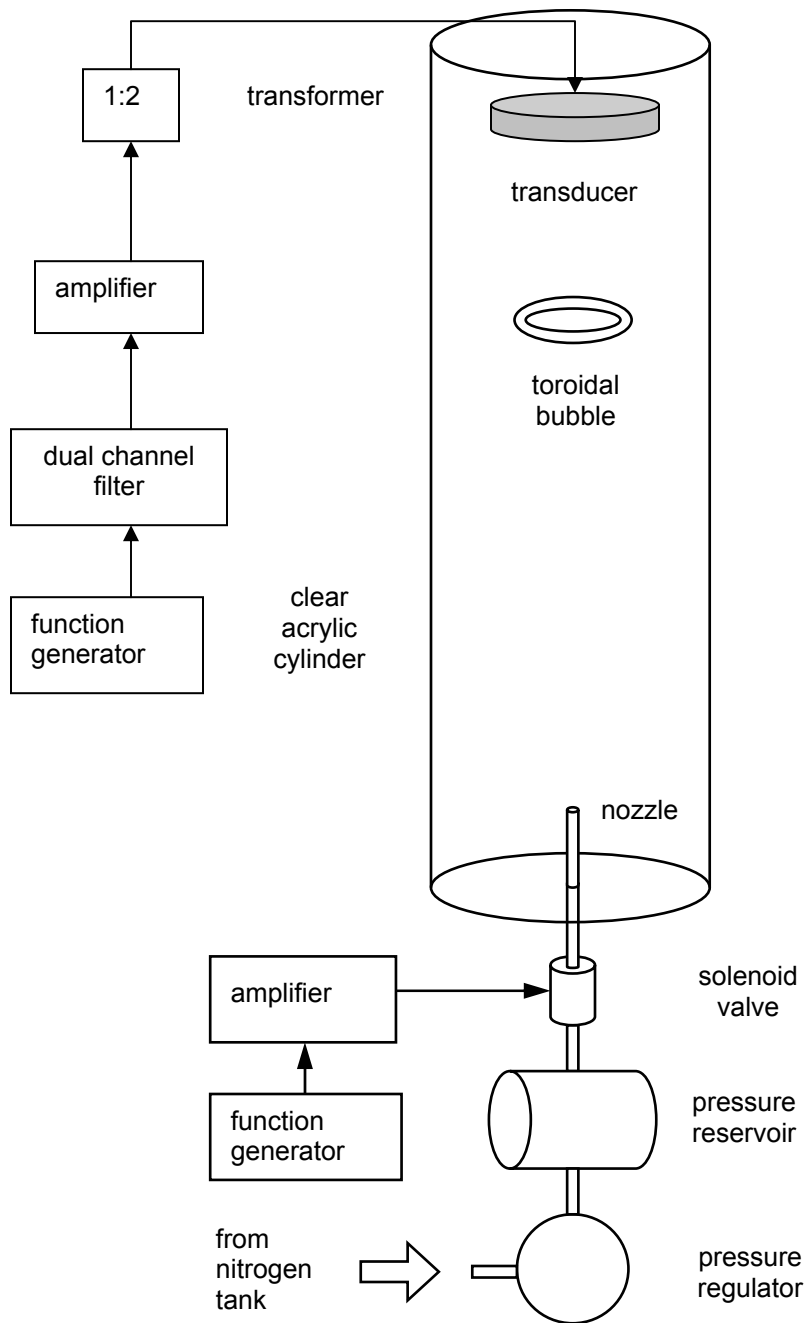 1:2
transformer
transducer
amplifier
toroidal
bubble
dual channel
filter
function
generator
clear
acrylic
cylinder
nozzle
amplifier
solenoid
valve
function
generator
pressure
reservoir
from
nitrogen
tank
pressure
regulator